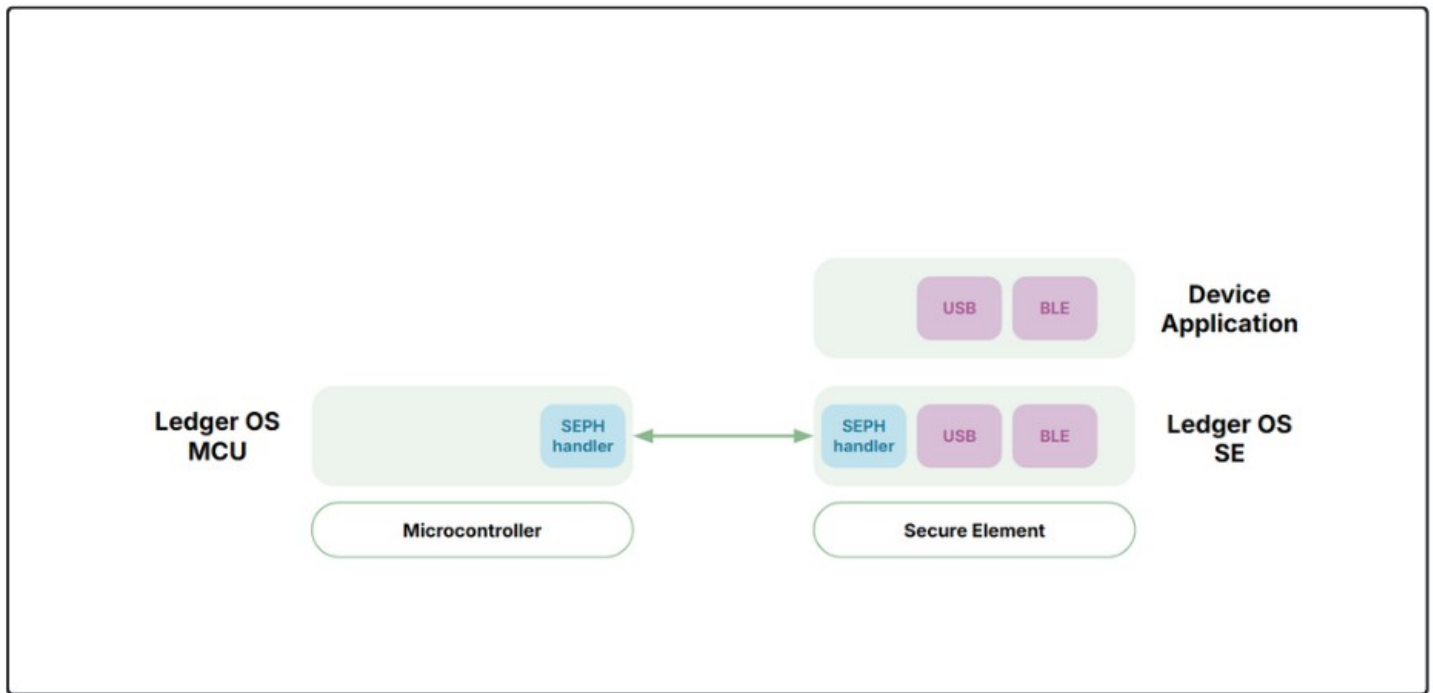 USB
BLE
Device
Application
Ledger OS
MCU
SEPH
handler
SEPH
handler
USB
BLE
Ledger OS
SE
Microcontroller
Secure Element